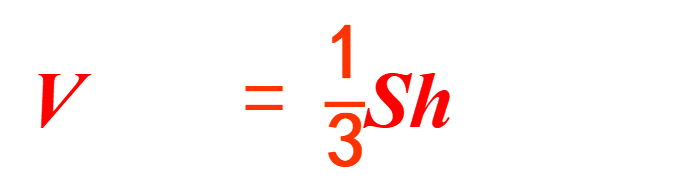 V = 1/3 Sh